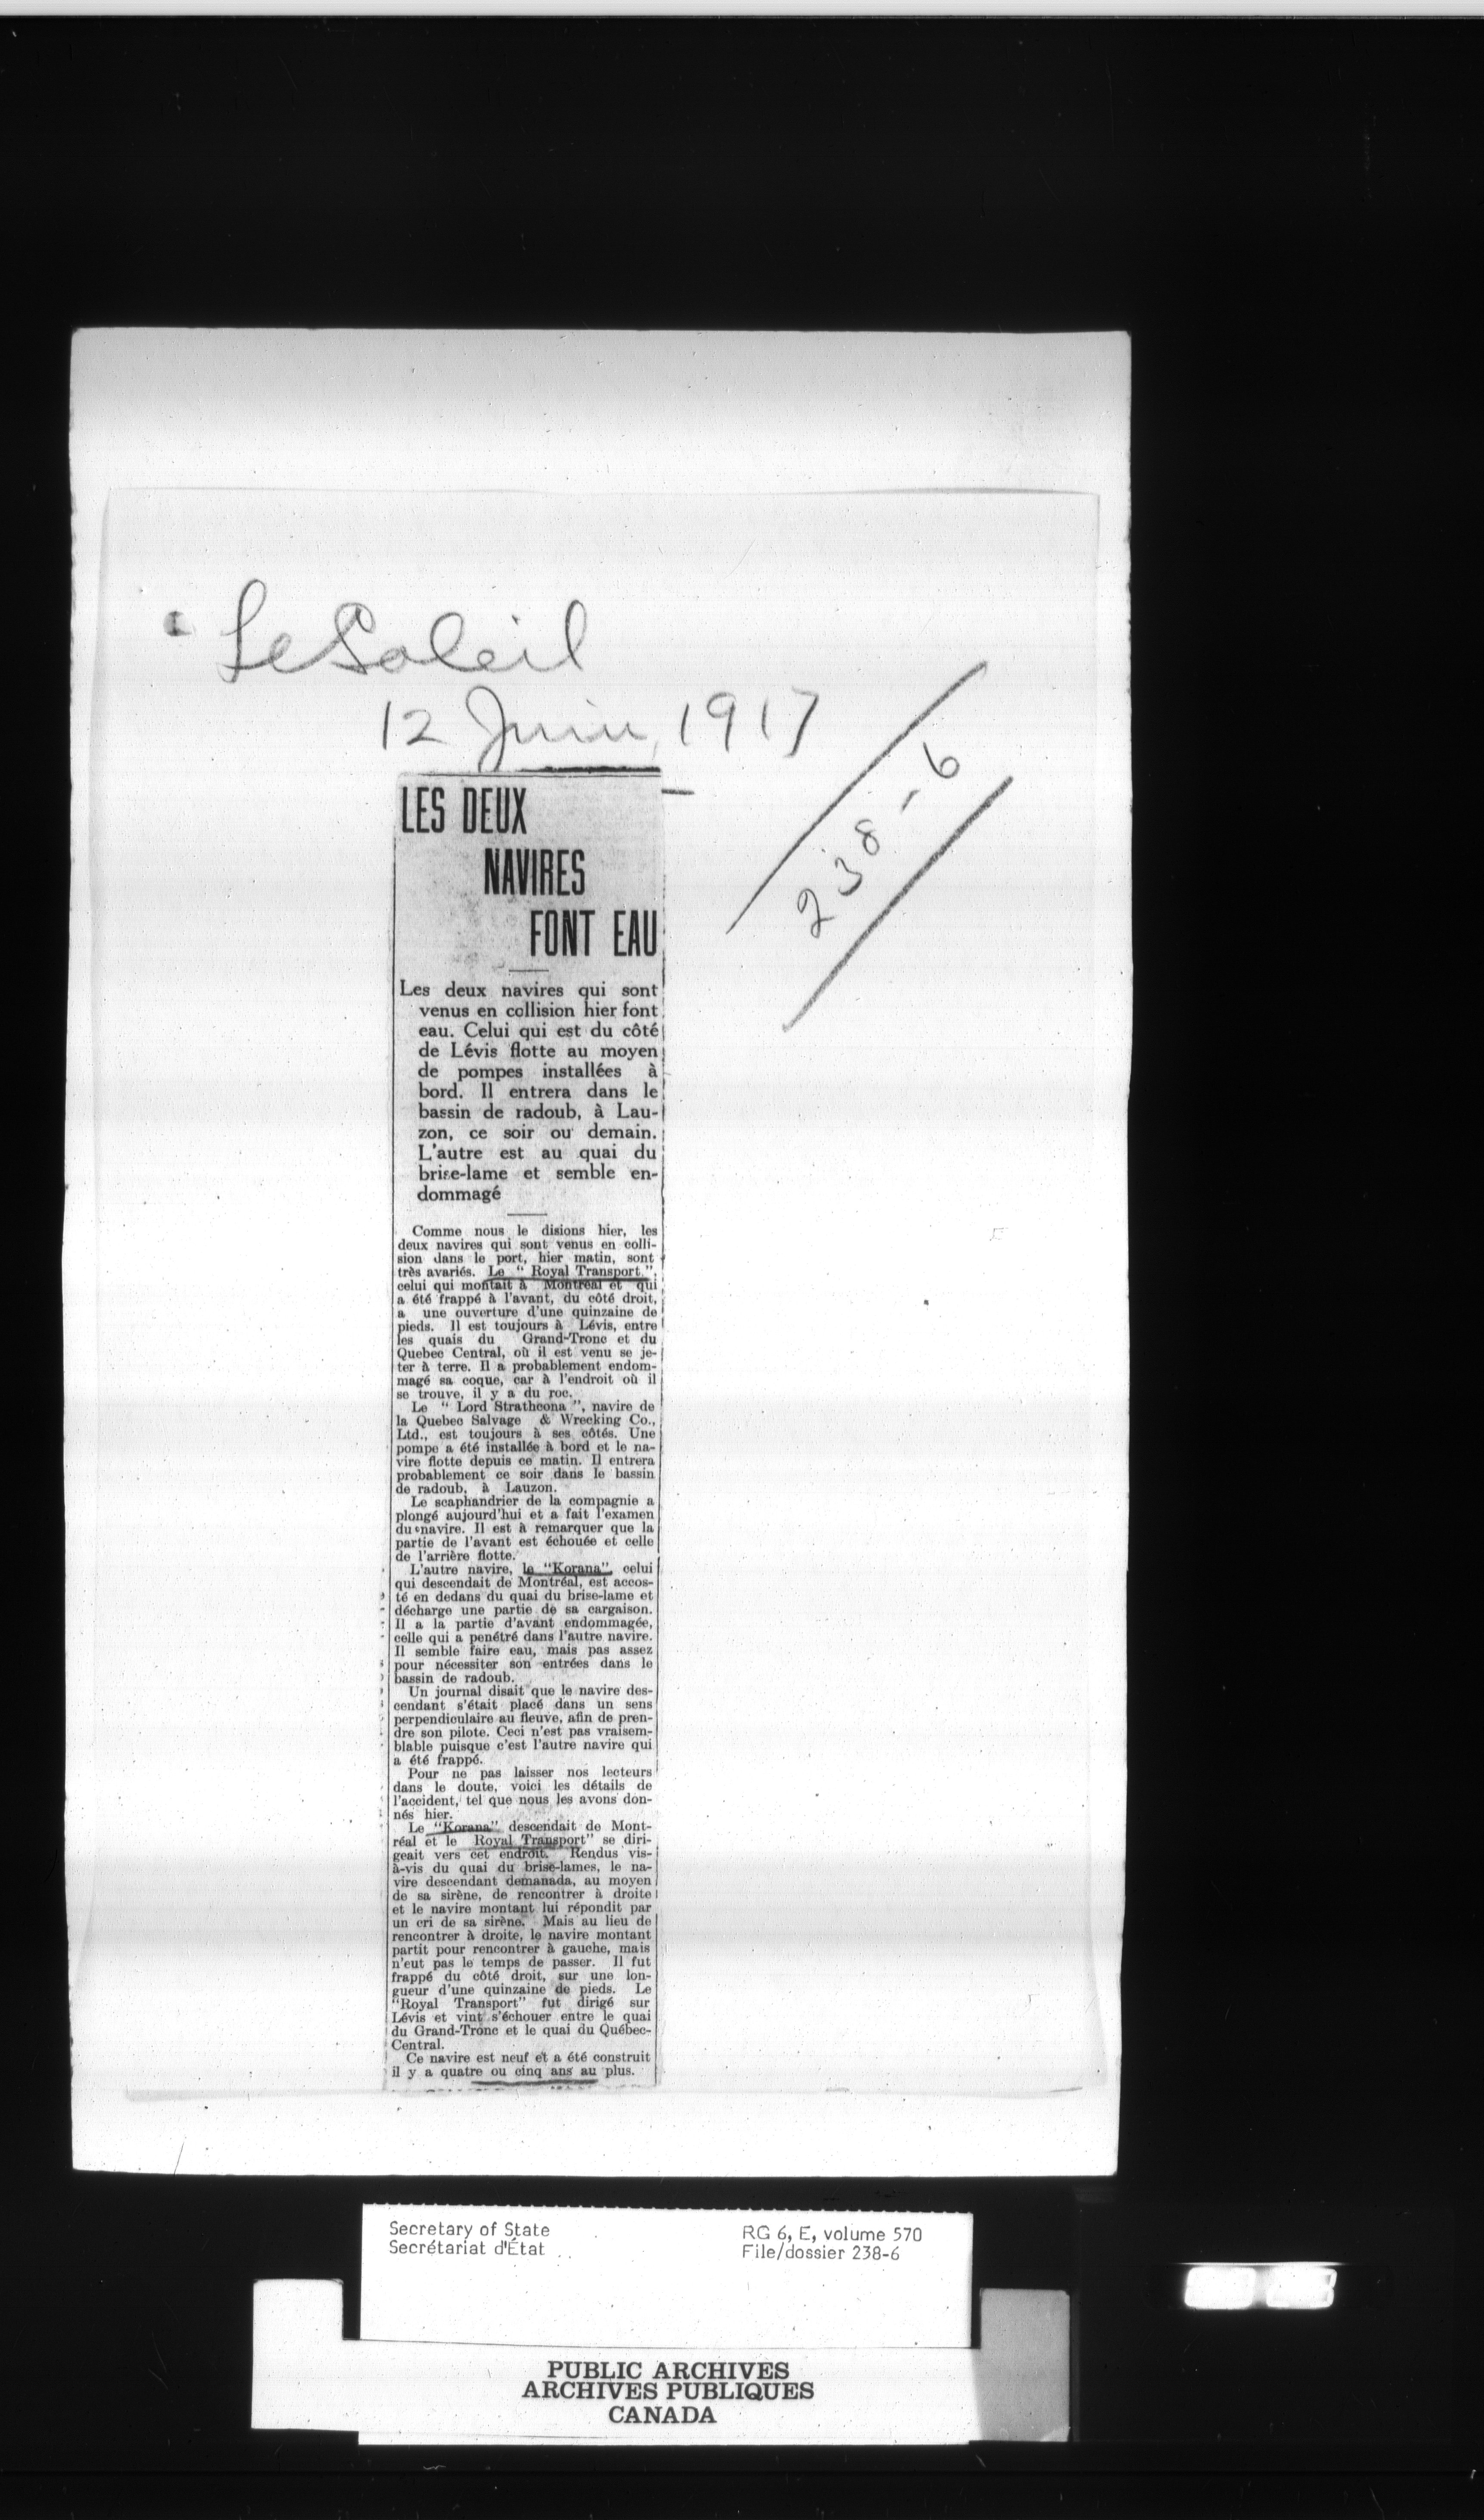 Le Soleil
12 Juin, 1917
238-6
LES DEUX
NAVIRES
FONT EAU
Les deux navires qui sont
venus en collision hier font
eau. Celui qui est du côté
de Lévis flotte au moyen
de pompes installées à
bord. Il entrera dans le
bassin de radoub, à Lau-
zon, ce soir ou demain.
L'autre est au quai du
brise-lame et semble en-
dommagé
Comme nous le disions hier, les
deux navires qui sont venus en colli-
sion dans le port, hier matin, sont
très avariés. Le " Royal Transport ",
celui qui montait à Montréal et qui
a été frappé à l'avant, du côté droit,
a une ouverture d'une quinzaine de
pieds. Il est toujours à Lévis, entre
les quais du Grand-Tronc et du
Quebec Central, où il est venu se je-
ter à terre. Il a probablement endom-
magé sa coque, car à l'endroit où il
se trouve, il y a du roc.
Le " Lord Strathcona ", navire de
la Quebec Salvage & Wrecking Co.,
Ltd., est toujours à ses côtés. Une
pompe a été installée à bord et le na-
vire flotte depuis ce matin. Il entrera
probablement ce soir dans le bassin
de radoub, à Lauzon.
Le scaphandrier de la compagnie a
plongé aujourd'hui et a fait l'examen
du navire. Il est à remarquer que la
partie de l'avant est échouée et celle
de l'arrière flotte.
L'autre navire, le "Korana", celui
qui descendait de Montréal, est accos-
té en dedans du quai du brise-lame et
décharge une partie de sa cargaison.
Il a la partie d'avant endommagée,
celle qui a penétré dans l'autre navire.
Il semble faire eau, mais pas assez
pour nécessiter son entrées dans le
bassin de radoub.
Un journal disait que le navire des-
cendant s'était placé dans un sens
perpendiculaire au fleuve, afin de pren-
dre son pilote. Ceci n'est pas vraisem-
blable puisque c'est l'autre navire qui
a été frappé.
Pour ne pas laisser nos lecteurs
dans le doute, voici les détails de
l'accident, tel que nous les avons don-
nés hier.
Le "Korana" descendait de Mont-
réal et le Royal Transport" se diri-
geait vers cet endroit. Rendus vis-
à-vis du quai du brise-lames, le na-
vire descendant demanada, au moyen
de sa sirène, de rencontrer à droite
et le navire montant lui répondit par
un cri de sa sirène. Mais au lieu de
rencontrer à droite, le navire montant
partit pour rencontrer à gauche, mais
n'eut pas le temps de passer. Il fut
frappé du côté droit, sur une lon-
gueur d'une quinzaine de pieds. Le
"Royal Transport" fut dirigé sur
Lévis et vint s'échouer entre le quai
du Grand-Tronc et le quai du Québec-
Central.
Ce navire est neuf et a été construit
il y a quatre ou cinq ans au plus.
Secretary of State
Secrétariat d'État
RG 6, E, volume 570
File/dossier 238-6
PUBLIC ARCHIVES
ARCHIVES PUBLIQUES
CANADA